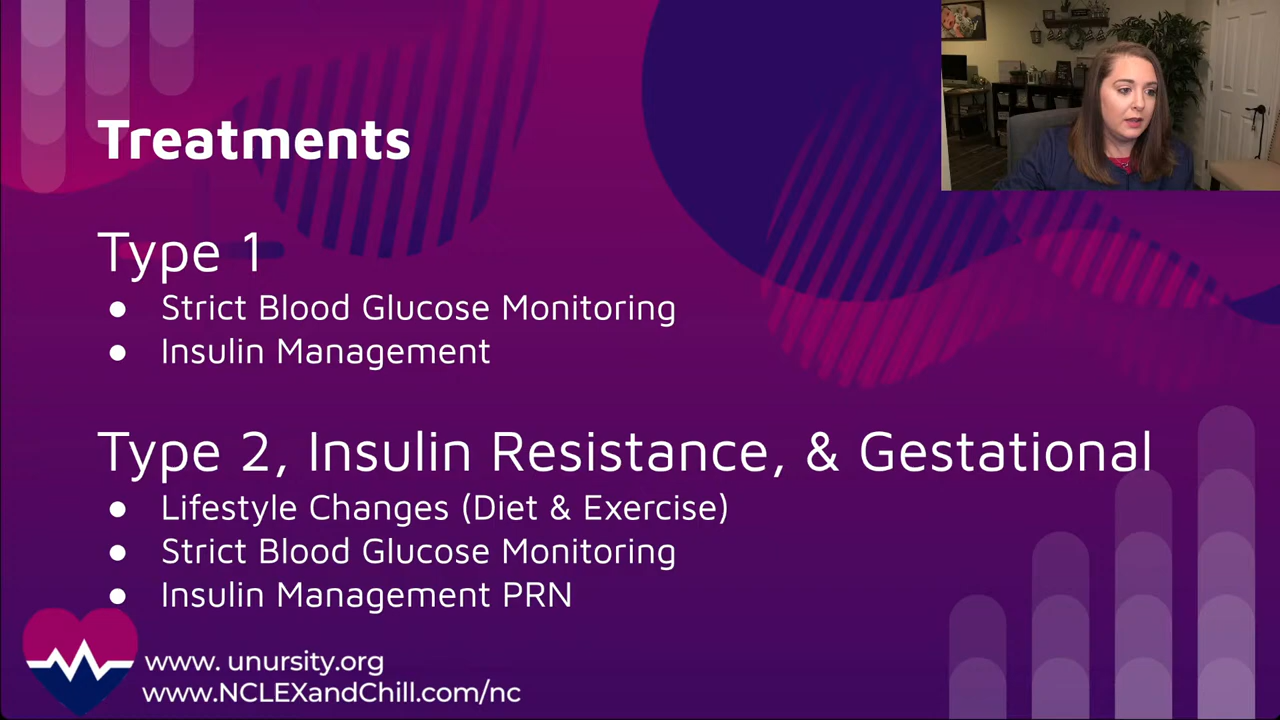 Treatments
Type 1
● Strict Blood Glucose Monitoring
● Insulin Management
Type 2, Insulin Resistance, & Gestational
● Lifestyle Changes (Diet & Exercise)
● Strict Blood Glucose Monitoring
● Insulin Management PRN
www. unursity.org
www.NCLEXandChill.com/nc